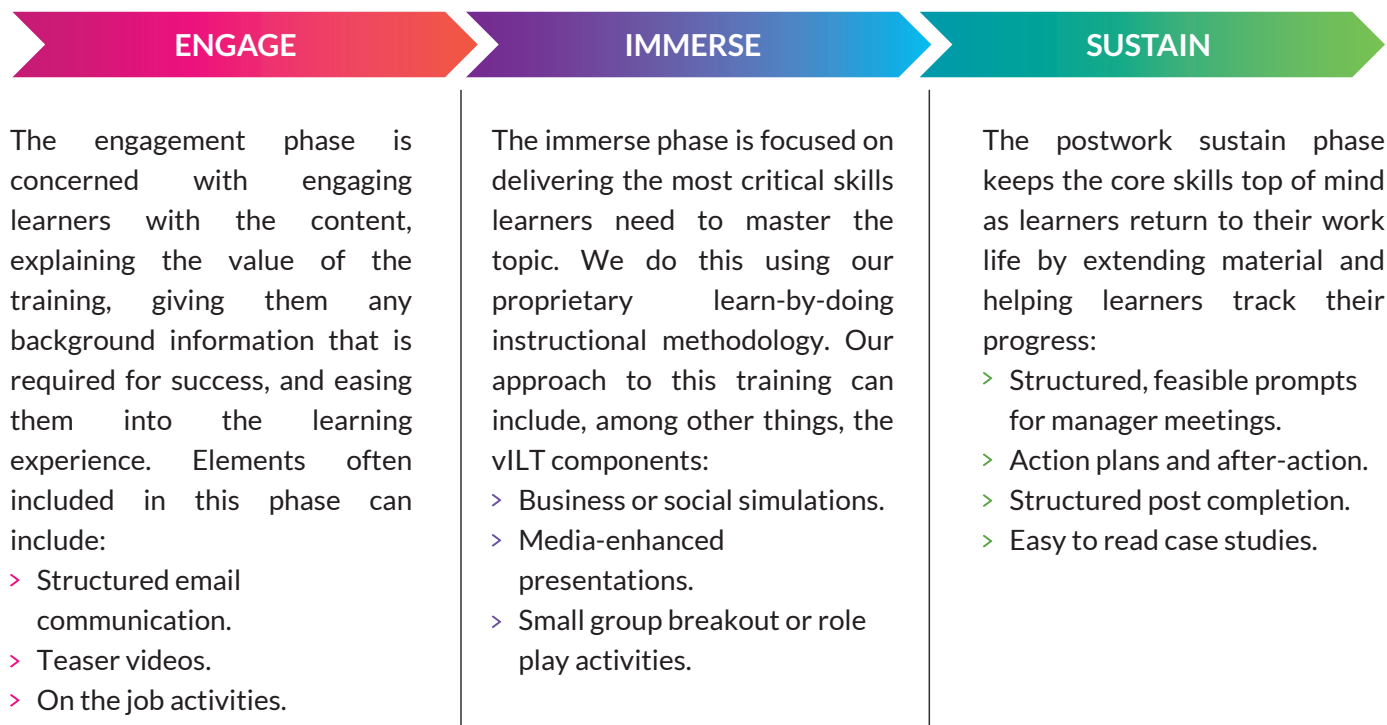 ENGAGE
The engagement phase is
concerned with engaging
learners with the content,
explaining the value of the
training, giving them any
background information that is
required for success, and easing
them into the learning
experience. Elements often
included in this phase can
include:
> Structured email
communication.
> Teaser videos.
> On the job activities.
IMMERSE
The immerse phase is focused on
delivering the most critical skills
learners need to master the
topic. We do this using our
proprietary learn-by-doing
instructional methodology. Our
approach to this training can
include, among other things, the
vILT components:
> Business or social simulations.
> Media-enhanced
presentations.
> Small group breakout or role
play activities.
SUSTAIN
The postwork sustain phase
keeps the core skills top of mind
as learners return to their work
life by extending material and
helping learners track their
progress:
> Structured, feasible prompts
for manager meetings.
> Action plans and after-action.
> Structured post completion.
> Easy to read case studies.